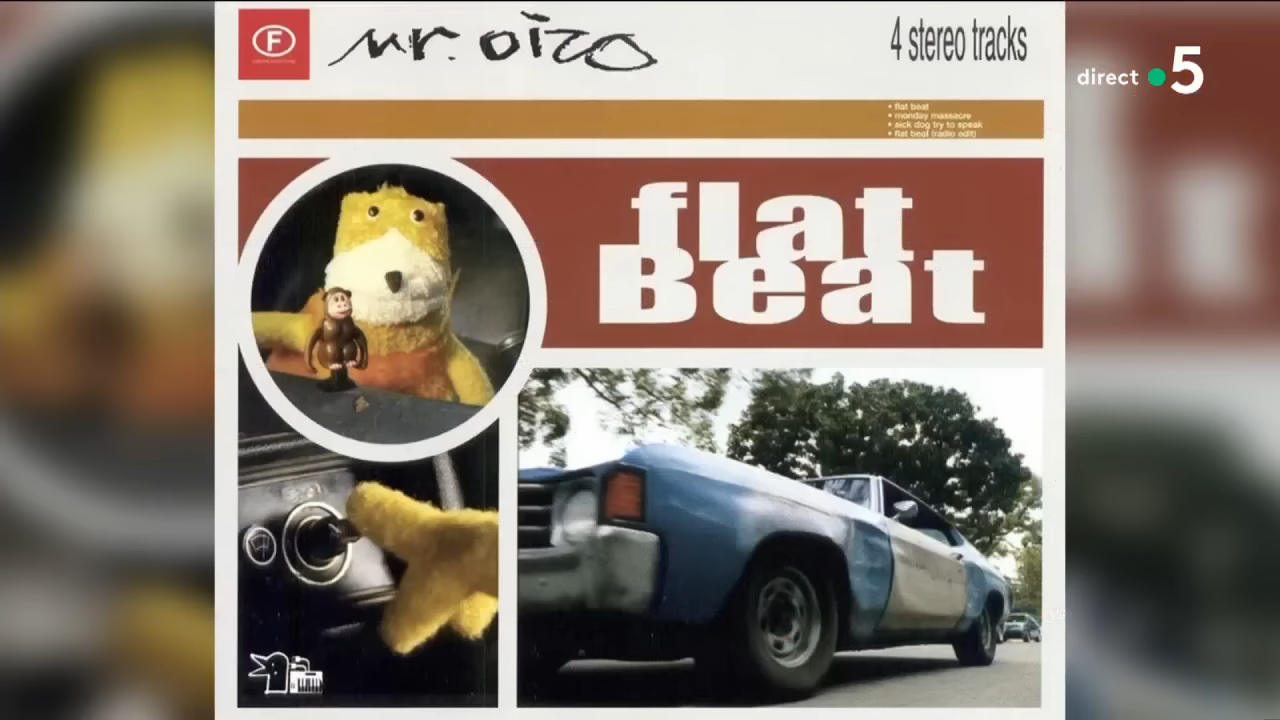 F
mr. oizo
4 stereo tracks
direct 5
• flat beat
• monday massacre
• sick dog try to speak
• flat beat (radio edit)
flat
Beat